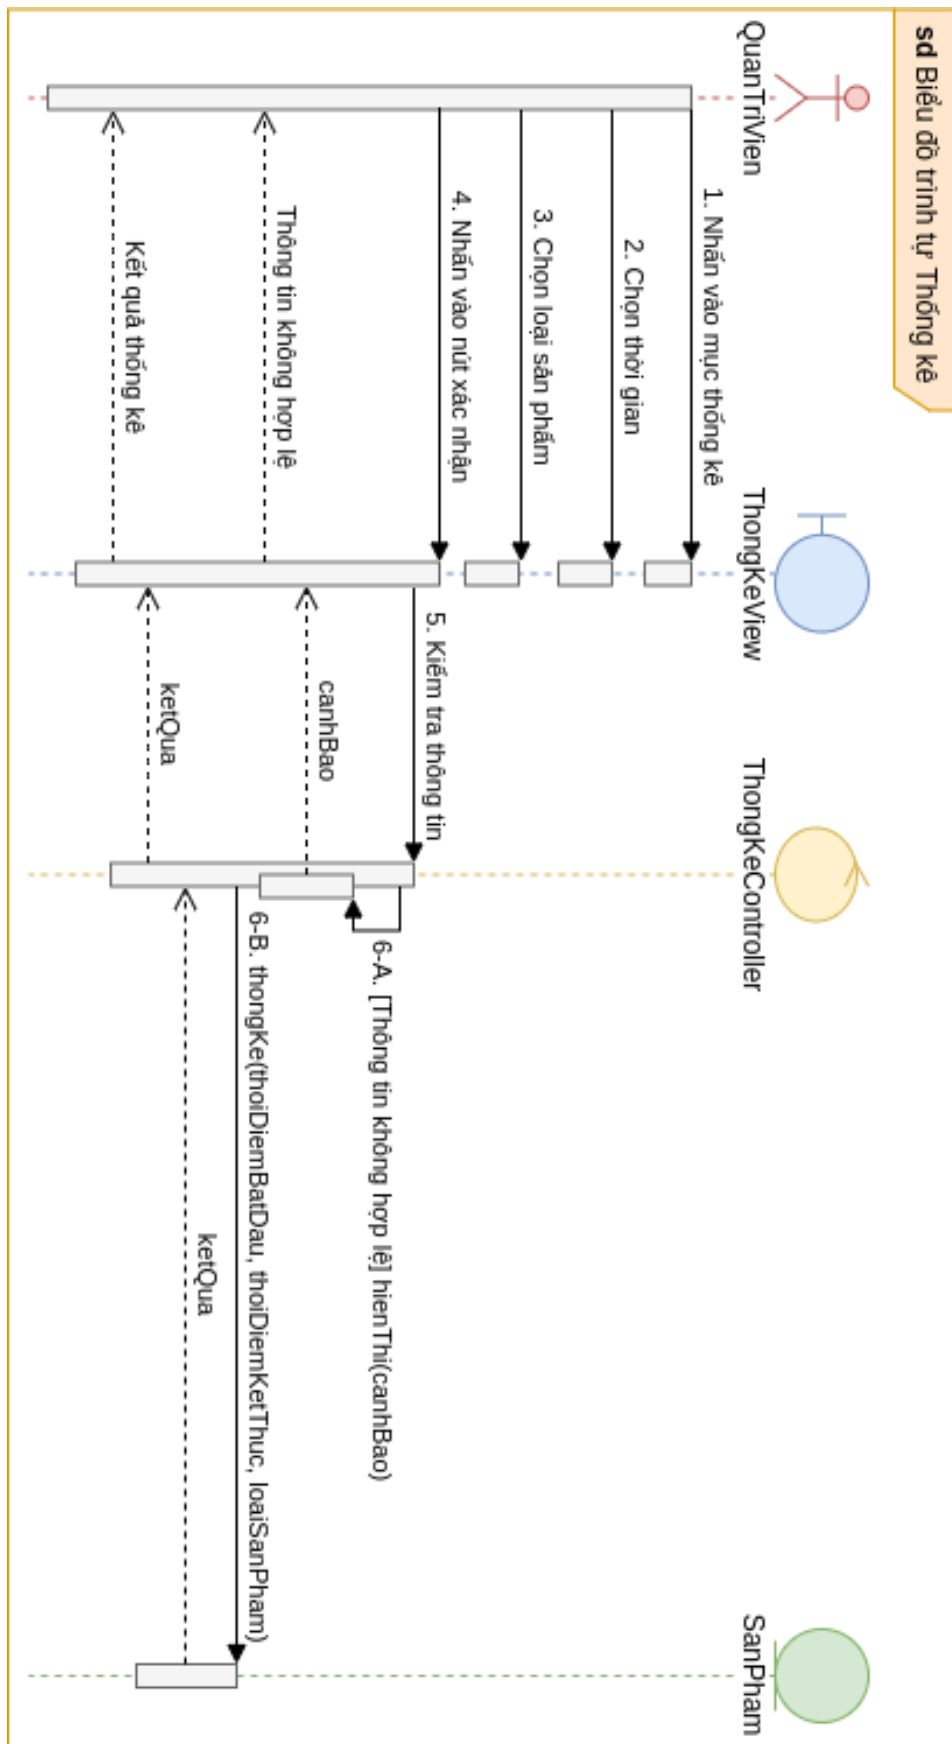 sd Biểu đồ trình tự Thống kê
QuanTriVien
ThongKeView
ThongKeController
SanPham
1. Nhấn vào mục thống kê
2. Chọn thời gian
3. Chọn loại sản phẩm
4. Nhấn vào nút xác nhận
5. Kiểm tra thông tin
6-A. [Thông tin không hợp lệ] hienThi(canhBao)
canhBao
Thông tin không hợp lệ
6-B. thongKe(thoiDiemBatDau, thoiDiemKetThuc, loaiSanPham)
ketQua
ketQua
Kết quả thống kê